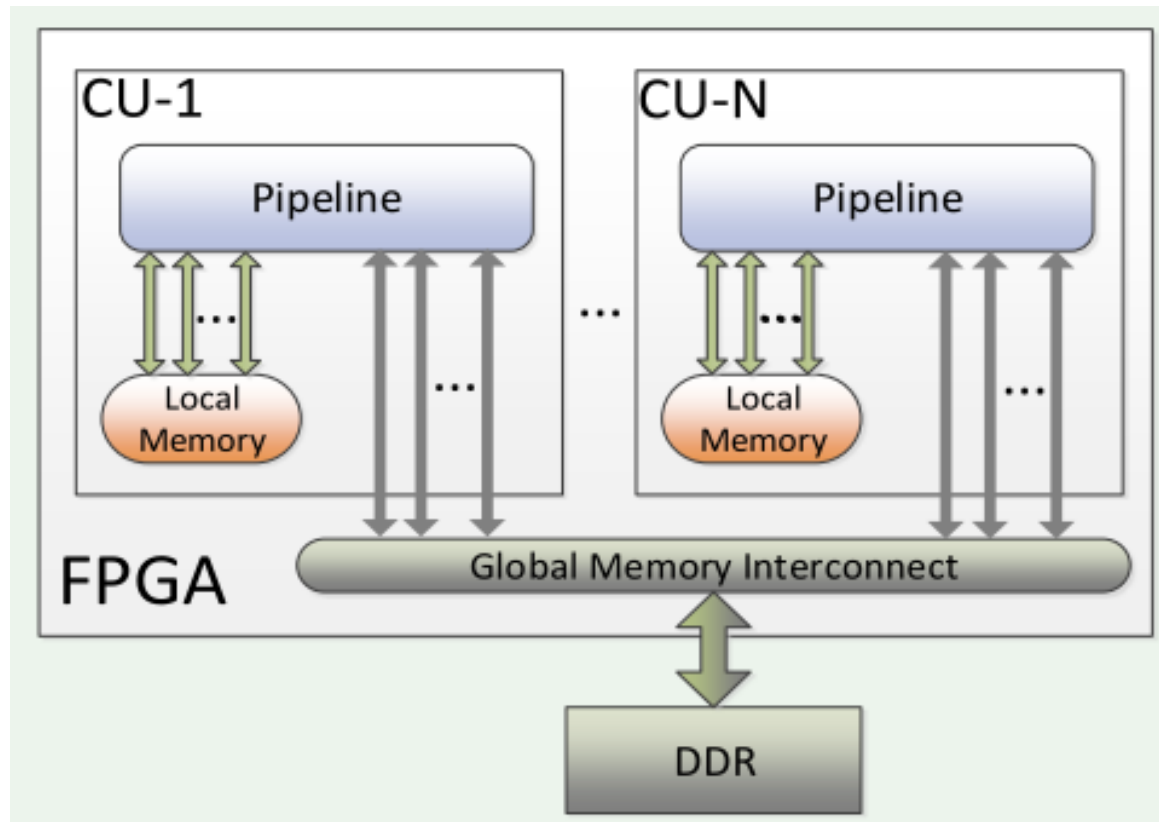 CU-1
CU-N
Pipeline
Pipeline
...
...
...
Local
Memory
...
Local
Memory
...
Global Memory Interconnect
FPGA
DDR